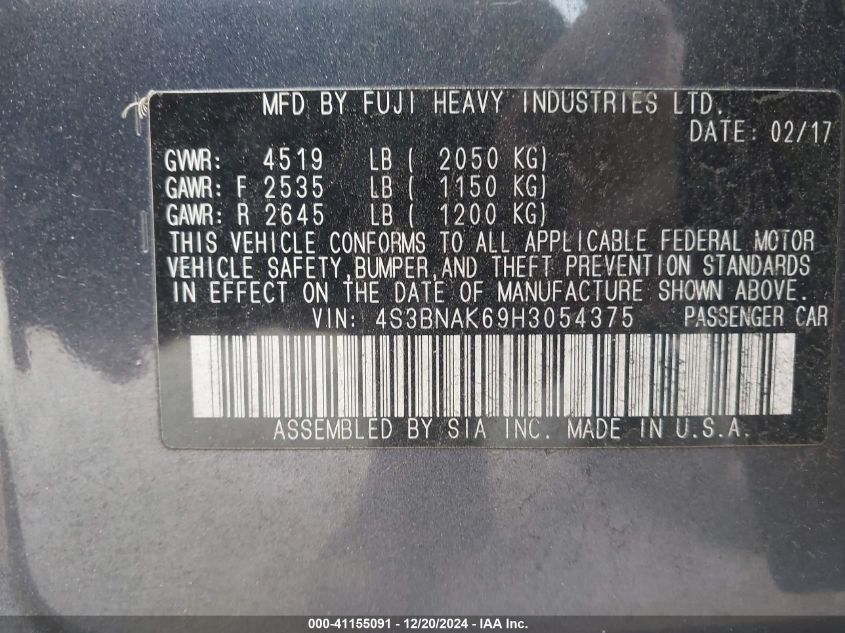 MFD BY FUJI HEAVY INDUSTRIES LTD.
DATE: 02/17
GVWR: 4519 LB ( 2050 KG)
GAWR: F 2535 LB ( 1150 KG)
GAWR: R 2645 LB ( 1200 KG)
THIS VEHICLE CONFORMS TO ALL APPLICABLE FEDERAL MOTOR
VEHICLE SAFETY, BUMPER, AND THEFT PREVENTION STANDARDS
IN EFFECT ON THE DATE OF MANUFACTURE SHOWN ABOVE.
VIN: 4S3BNAK69H3054375 PASSENGER CAR
ASSEMBLED BY SIA INC. MADE IN U.S.A.
000-41155091 - 12/20/2024 - IAA Inc.